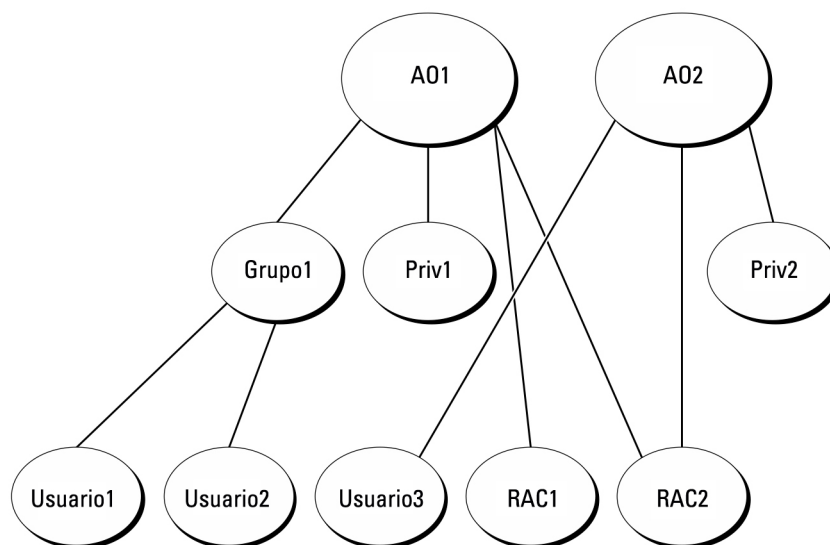 AO1
AO2
Grupo1
Priv1
Priv2
Usuario1
Usuario2
Usuario3
RAC1
RAC2